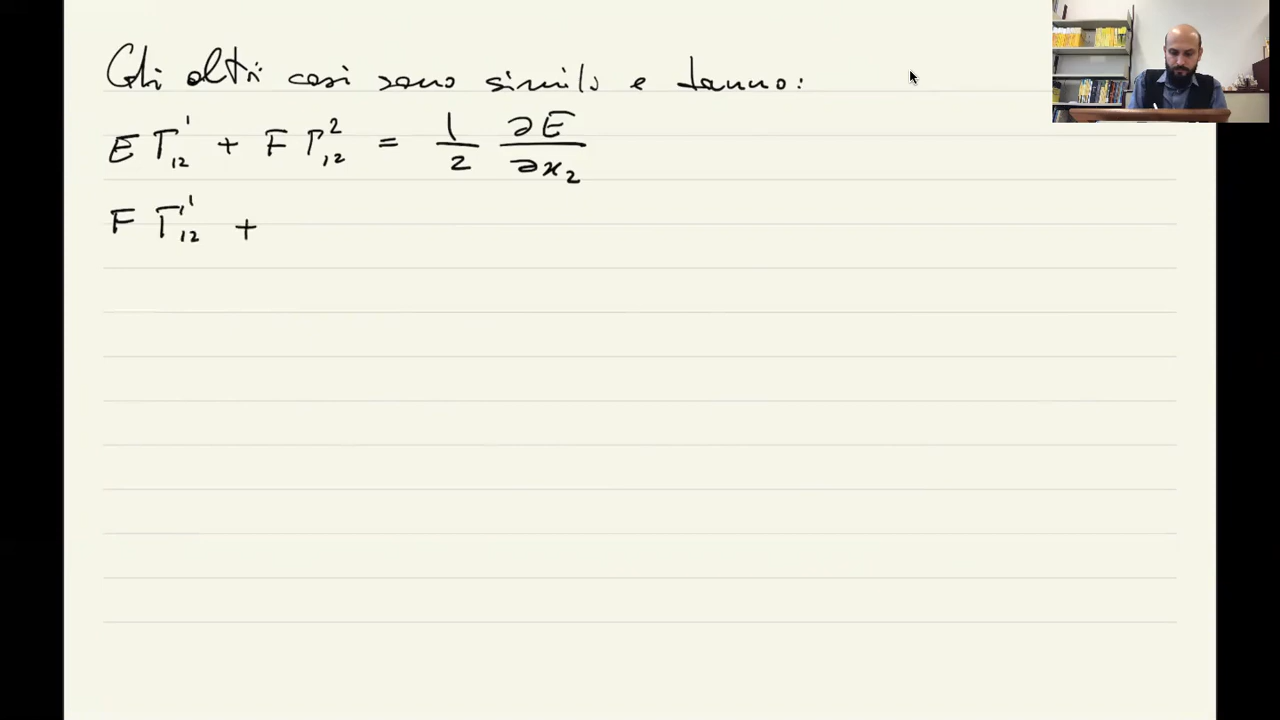 Gli altri casi sono simili e danno:
E Γ¹₁₂ + F Γ²₁₂ = 1/2 ∂E/∂x₂
F Γ¹₁₂ +